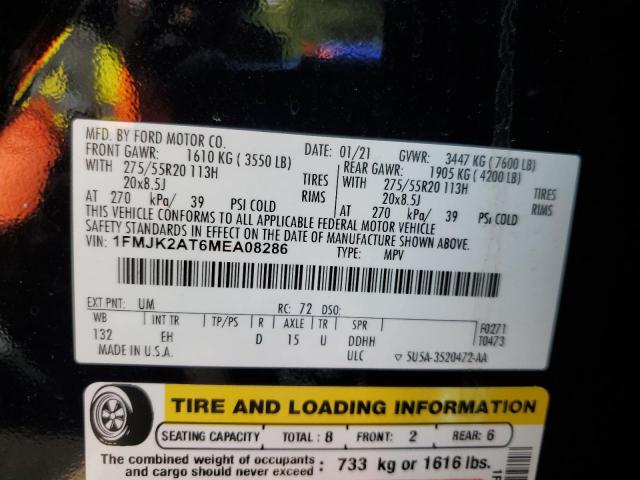 MFD. BY FORD MOTOR CO.
DATE: 01/21
GVWR: 3447 KG ( 7600 LB)
FRONT GAWR: 1610 KG ( 3550 LB)
REAR GAWR: 1905 KG ( 4200 LB)
WITH 275/55R20 113H TIRES
WITH 275/55R20 113H TIRES
20x8.5J RIMS
20x8.5J RIMS
AT 270 kPa/ 39 PSI COLD
AT 270 kPa/ 39 PSI COLD
THIS VEHICLE CONFORMS TO ALL APPLICABLE FEDERAL MOTOR VEHICLE
SAFETY STANDARDS IN EFFECT ON THE DATE OF MANUFACTURE SHOWN ABOVE.
VIN: 1FMJK2AT6MEA08286
TYPE: MPV
EXT PNT: UM
RC: 72 DSO:
WB | INT TR | TP/PS | R | AXLE | TR | SPR
F0271
132 EH D 15 U DDHH
T0473
MADE IN U.S.A.
ULC
5U5A-3520472-AA
TIRE AND LOADING INFORMATION
SEATING CAPACITY TOTAL : 8 FRONT: 2 REAR: 6
The combined weight of occupants
and cargo should never exceed : 733 kg or 1616 lbs.